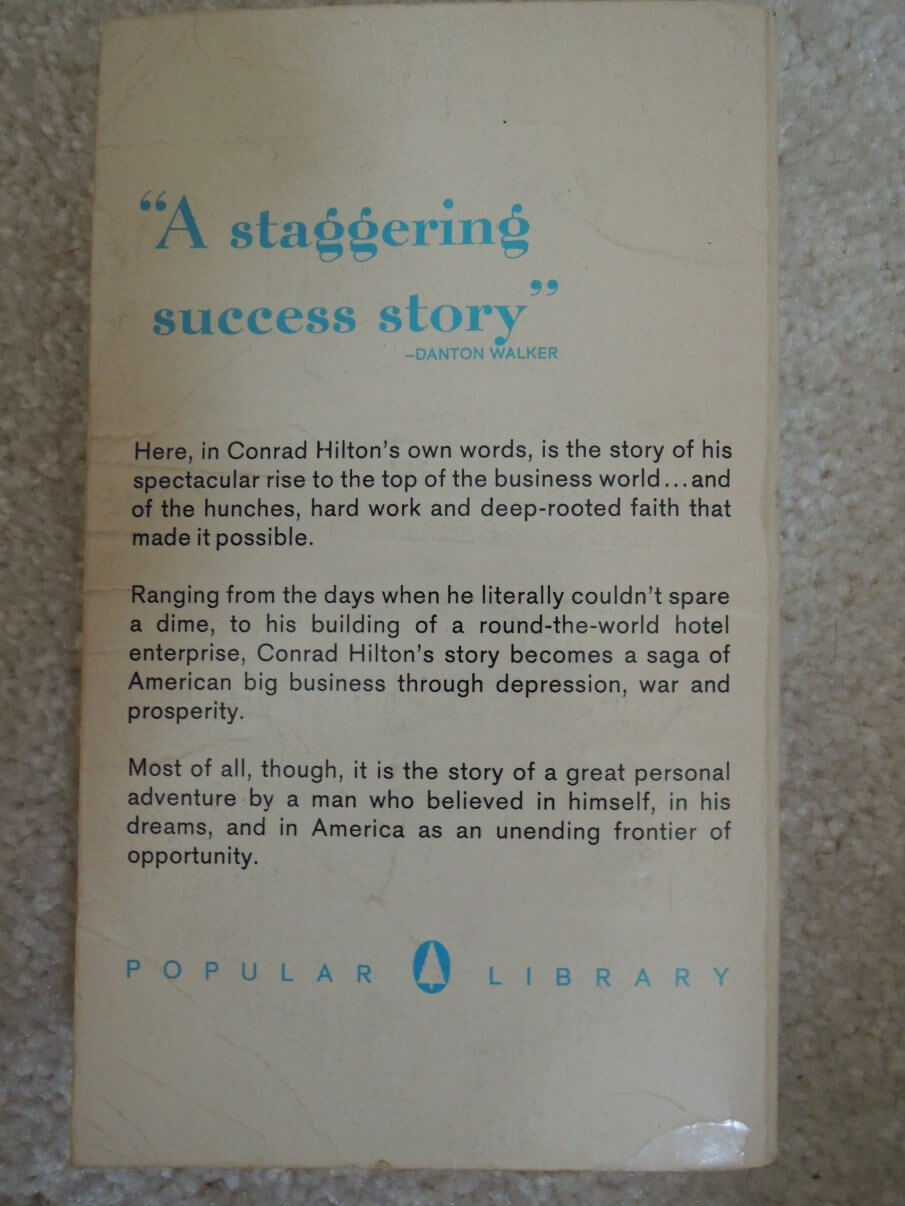 “A staggering
success story”
–DANTON WALKER
Here, in Conrad Hilton’s own words, is the story of his
spectacular rise to the top of the business world...and
of the hunches, hard work and deep-rooted faith that
made it possible.
Ranging from the days when he literally couldn’t spare
a dime, to his building of a round-the-world hotel
enterprise, Conrad Hilton’s story becomes a saga of
American big business through depression, war and
prosperity.
Most of all, though, it is the story of a great personal
adventure by a man who believed in himself, in his
dreams, and in America as an unending frontier of
opportunity.
POPULAR LIBRARY